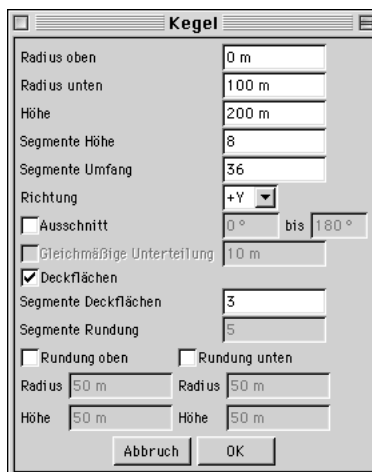 Kegel
Radius oben 0 m
Radius unten 100 m
Höhe 200 m
Segmente Höhe 8
Segmente Umfang 36
Richtung +Y
Ausschnitt 0 ° bis 180 °
Gleichmäßige Unterteilung 10 m
Deckflächen
Segmente Deckflächen 3
Segmente Rundung 5
Rundung oben Rundung unten
Radius 50 m Radius 50 m
Höhe 50 m Höhe 50 m
Abbruch OK